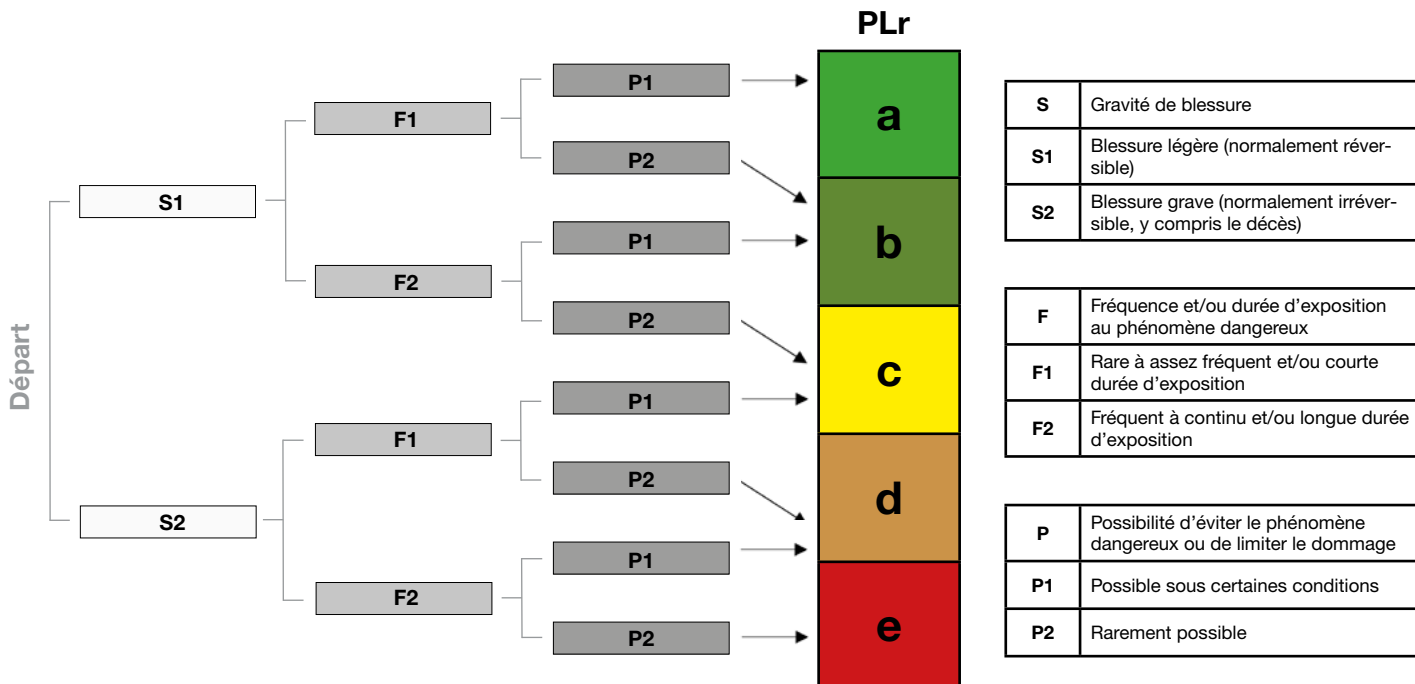 PLr
Départ
S1
S2
F1
F2
F1
F2
P1
P2
P1
P2
P1
P2
P1
P2
a
b
c
d
e
S Gravité de blessure
S1 Blessure légère (normalement réver-
sible)
S2 Blessure grave (normalement irréver-
sible, y compris le décès)
F Fréquence et/ou durée d’exposition
au phénomène dangereux
F1 Rare à assez fréquent et/ou courte
durée d’exposition
F2 Fréquent à continu et/ou longue durée
d’exposition
P Possibilité d’éviter le phénomène
dangereux ou de limiter le dommage
P1 Possible sous certaines conditions
P2 Rarement possible